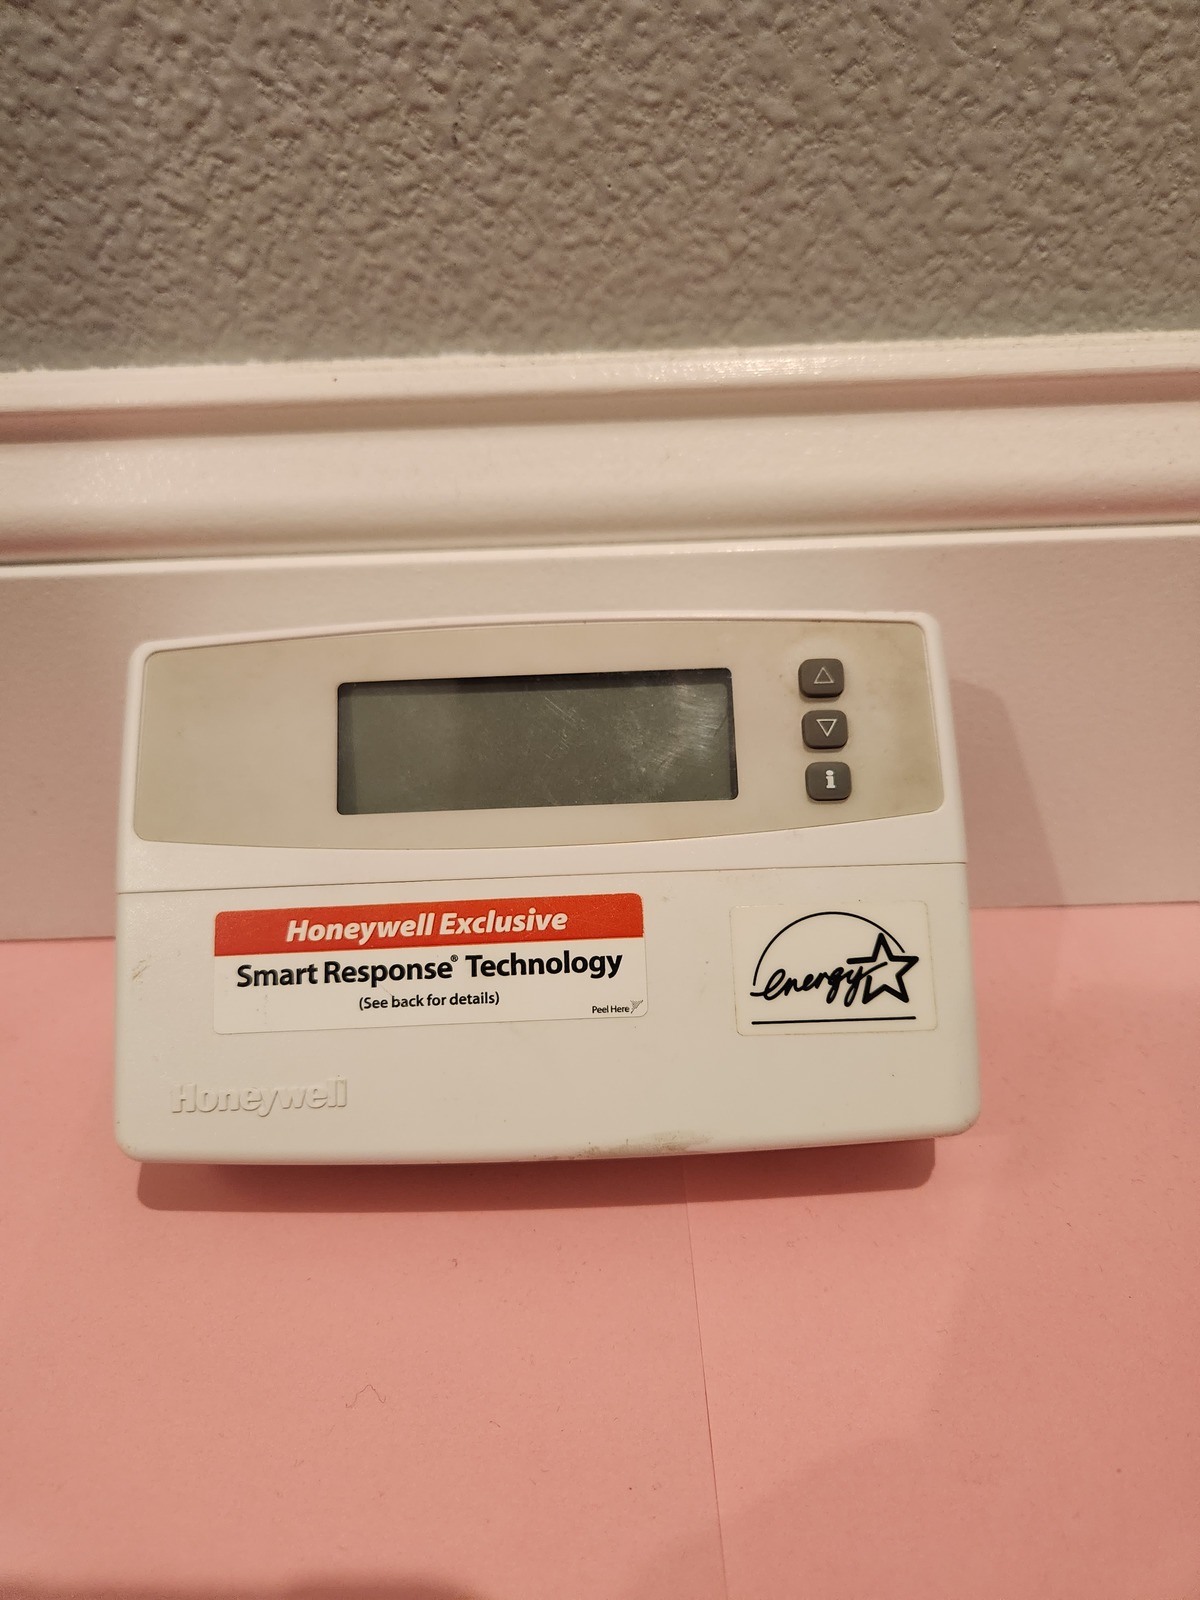 i
Honeywell Exclusive
Smart Response® Technology
(See back for details)
Peel Here
energy
Honeywell